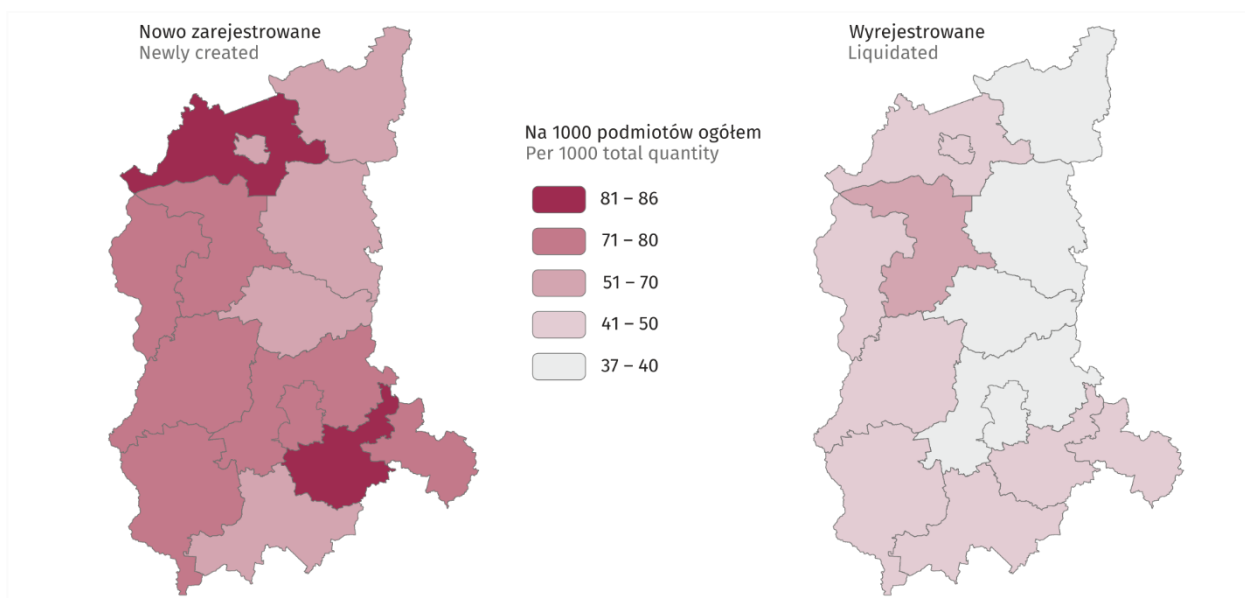 Nowo zarejestrowane
Newly created
Wyrejestrowane
Liquidated
Na 1000 podmiotów ogółem
Per 1000 total quantity
81 – 86
71 – 80
51 – 70
41 – 50
37 – 40